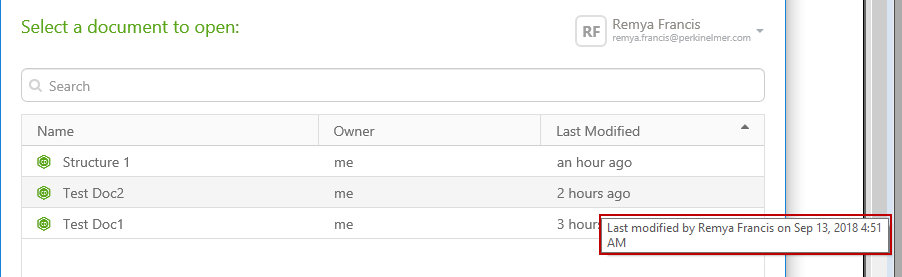 Select a document to open:
RF
Remya Francis
remya.francis@perkinelmer.com
Search
Name Owner Last Modified
Structure 1 me an hour ago
Test Doc2 me 2 hours ago
Test Doc1 me 3 hours
Last modified by Remya Francis on Sep 13, 2018 4:51
AM